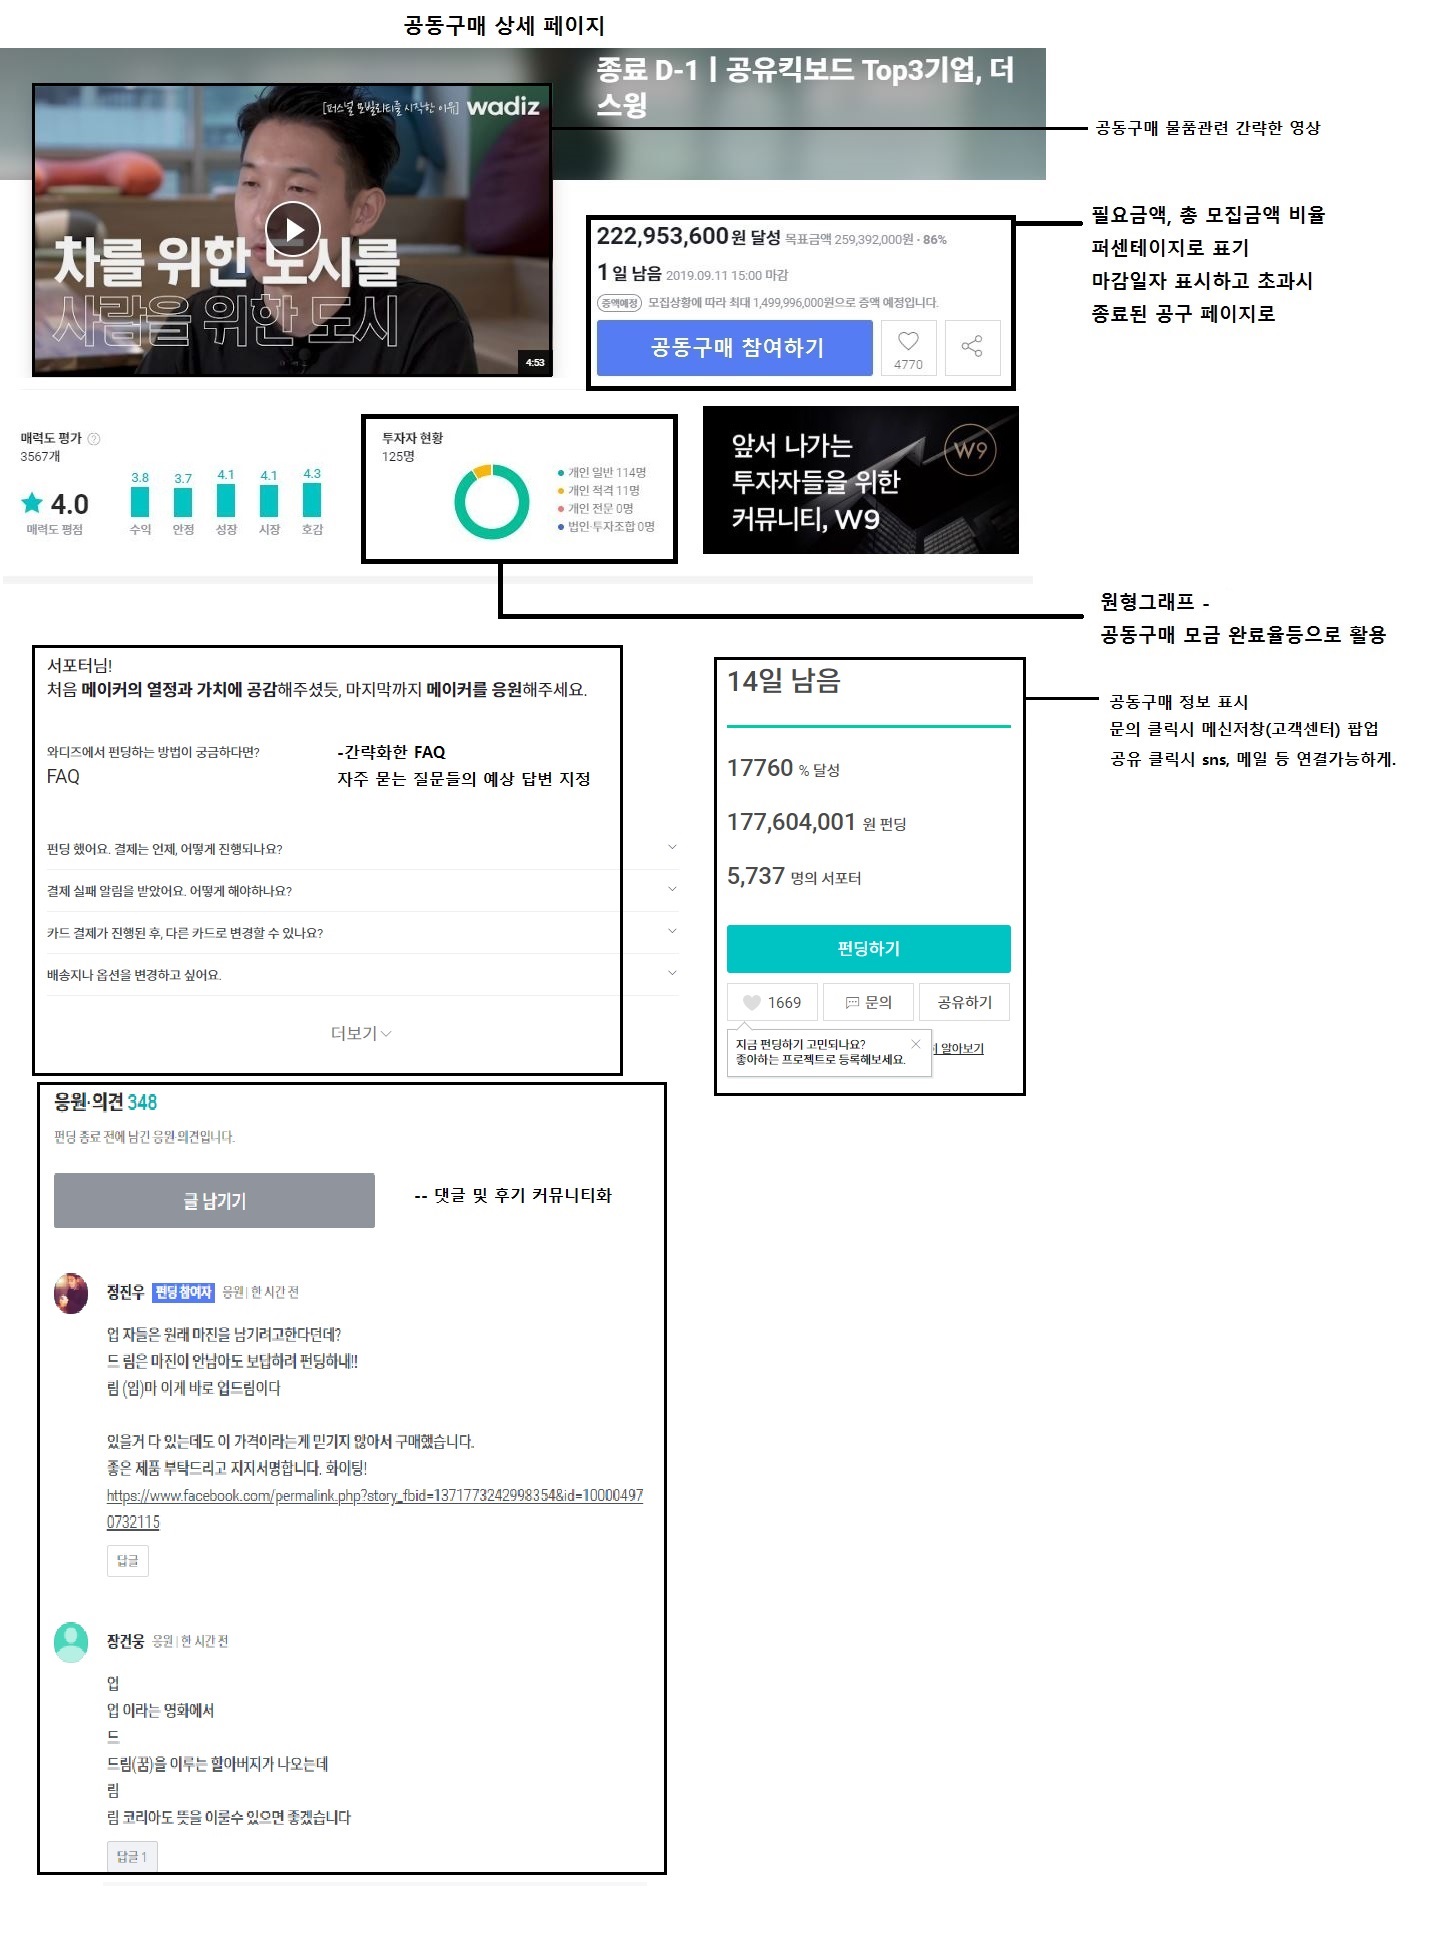 공동구매 상세 페이지
종료 D-1 | 공유킥보드 Top3기업, 더
스윙
[퍼스널 모빌리티를 시작한 이유] wadiz
차를 위한 도시를
사람을 위한 도시
4:53
공동구매 물품관련 간략한 영상
222,953,600원 달성 목표금액 259,392,000원 · 86%
1일 남음 2019.09.11 15:00 마감
증액예정 모집상황에 따라 최대 1,499,996,000원으로 증액 예정입니다.
공동구매 참여하기
4770
필요금액, 총 모집금액 비율
퍼센테이지로 표기
마감일자 표시하고 초과시
종료된 공구 페이지로
매력도 평가 ?
3567개
4.0
매력도 평점
3.8 3.7 4.1 4.1 4.3
수익 안정 성장 시장 호감
투자자 현황
125명
개인 일반 114명
개인 적격 11명
개인 전문 0명
법인·투자조합 0명
앞서 나가는
투자자들을 위한
커뮤니티, W9
W9
원형그래프 -
공동구매 모금 완료율등으로 활용
서포터님!
처음 메이커의 열정과 가치에 공감해주셨듯, 마지막까지 메이커를 응원해주세요.
와디즈에서 펀딩하는 방법이 궁금하다면?
FAQ
-간략화한 FAQ
자주 묻는 질문들의 예상 답변 지정
펀딩 했어요. 결제는 언제, 어떻게 진행되나요?
결제 실패 알림을 받았어요. 어떻게 해야하나요?
카드 결제가 진행된 후, 다른 카드로 변경할 수 있나요?
배송지나 옵션을 변경하고 싶어요.
더보기
14일 남음
17760 % 달성
177,604,001 원 펀딩
5,737 명의 서포터
펀딩하기
1669
문의
공유하기
지금 펀딩하기 고민되나요?
좋아하는 프로젝트로 등록해보세요.
알아보기
공동구매 정보 표시
문의 클릭시 메신저창(고객센터) 팝업
공유 클릭시 sns, 메일 등 연결가능하게.
응원·의견 348
펀딩 종료 전에 남긴 응원 의견입니다.
글 남기기
-- 댓글 및 후기 커뮤니티화
정진우 펀딩 참여자 응원 | 한 시간 전
업 자들은 원래 마진을 남기려고한다던데?
드 림은 마진이 안남아도 보답하려 펀딩하네!!
림 (임)마 이게 바로 업드림이다
있을거 다 있는데도 이 가격이라는게 믿기지 않아서 구매했습니다.
좋은 제품 부탁드리고 지지서명합니다. 화이팅!
https://www.facebook.com/permalink.php?story_fbid=1371773242998354&id=10000497
0732115
답글
장건웅 응원 | 한 시간 전
업
업 이라는 영화에서
드
드림(꿈)을 이루는 할아버지가 나오는데
림
림 코리아도 뜻을 이룰수 있으면 좋겠습니다
답글 1